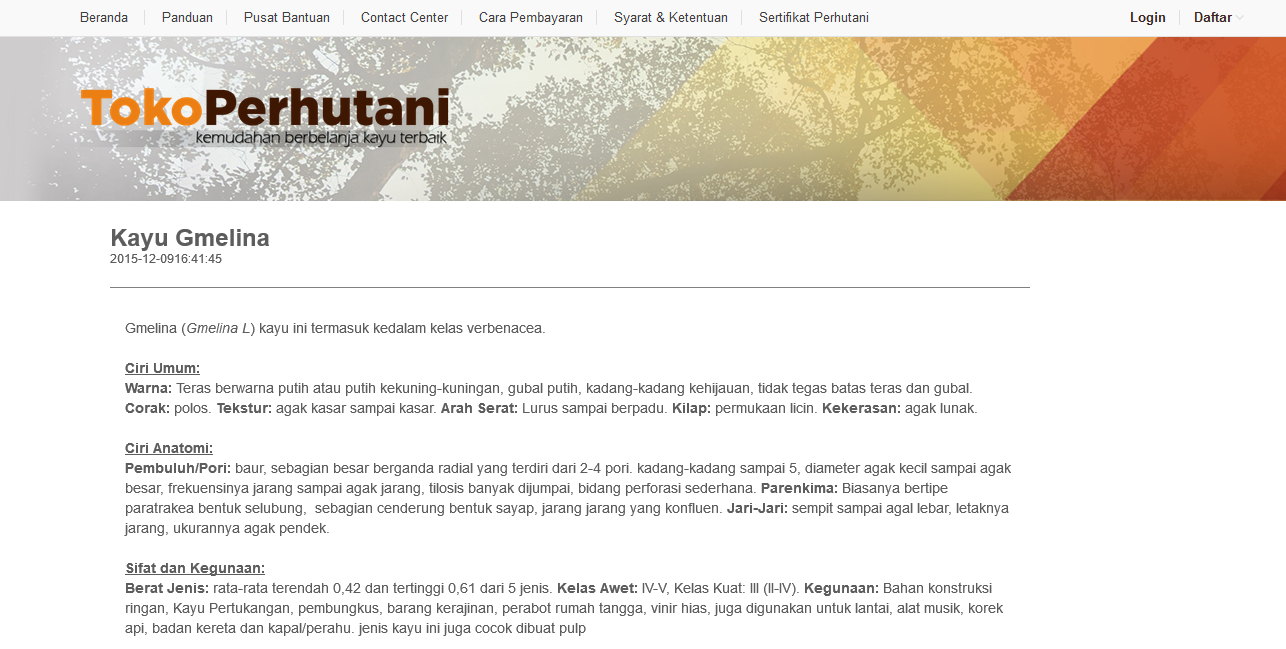 Beranda Panduan Pusat Bantuan Contact Center Cara Pembayaran Syarat & Ketentuan Sertifikat Perhutani Login Daftar
TokoPerhutani
kemudahan berbelanja kayu terbaik
Kayu Gmelina
2015-12-0916:41:45
Gmelina (Gmelina L) kayu ini termasuk kedalam kelas verbenacea.
Ciri Umum:
Warna: Teras berwarna putih atau putih kekuning-kuningan, gubal putih, kadang-kadang kehijauan, tidak tegas batas teras dan gubal.
Corak: polos. Tekstur: agak kasar sampai kasar. Arah Serat: Lurus sampai berpadu. Kilap: permukaan licin. Kekerasan: agak lunak.
Ciri Anatomi:
Pembuluh/Pori: baur, sebagian besar berganda radial yang terdiri dari 2-4 pori. kadang-kadang sampai 5, diameter agak kecil sampai agak
besar, frekuensinya jarang sampai agak jarang, tilosis banyak dijumpai, bidang perforasi sederhana. Parenkima: Biasanya bertipe
paratrakea bentuk selubung,  sebagian cenderung bentuk sayap, jarang jarang yang konfluen. Jari-Jari: sempit sampai agal lebar, letaknya
jarang, ukurannya agak pendek.
Sifat dan Kegunaan:
Berat Jenis: rata-rata terendah 0,42 dan tertinggi 0,61 dari 5 jenis. Kelas Awet: IV-V, Kelas Kuat: III (II-IV). Kegunaan: Bahan konstruksi
ringan, Kayu Pertukangan, pembungkus, barang kerajinan, perabot rumah tangga, vinir hias, juga digunakan untuk lantai, alat musik, korek
api, badan kereta dan kapal/perahu. jenis kayu ini juga cocok dibuat pulp